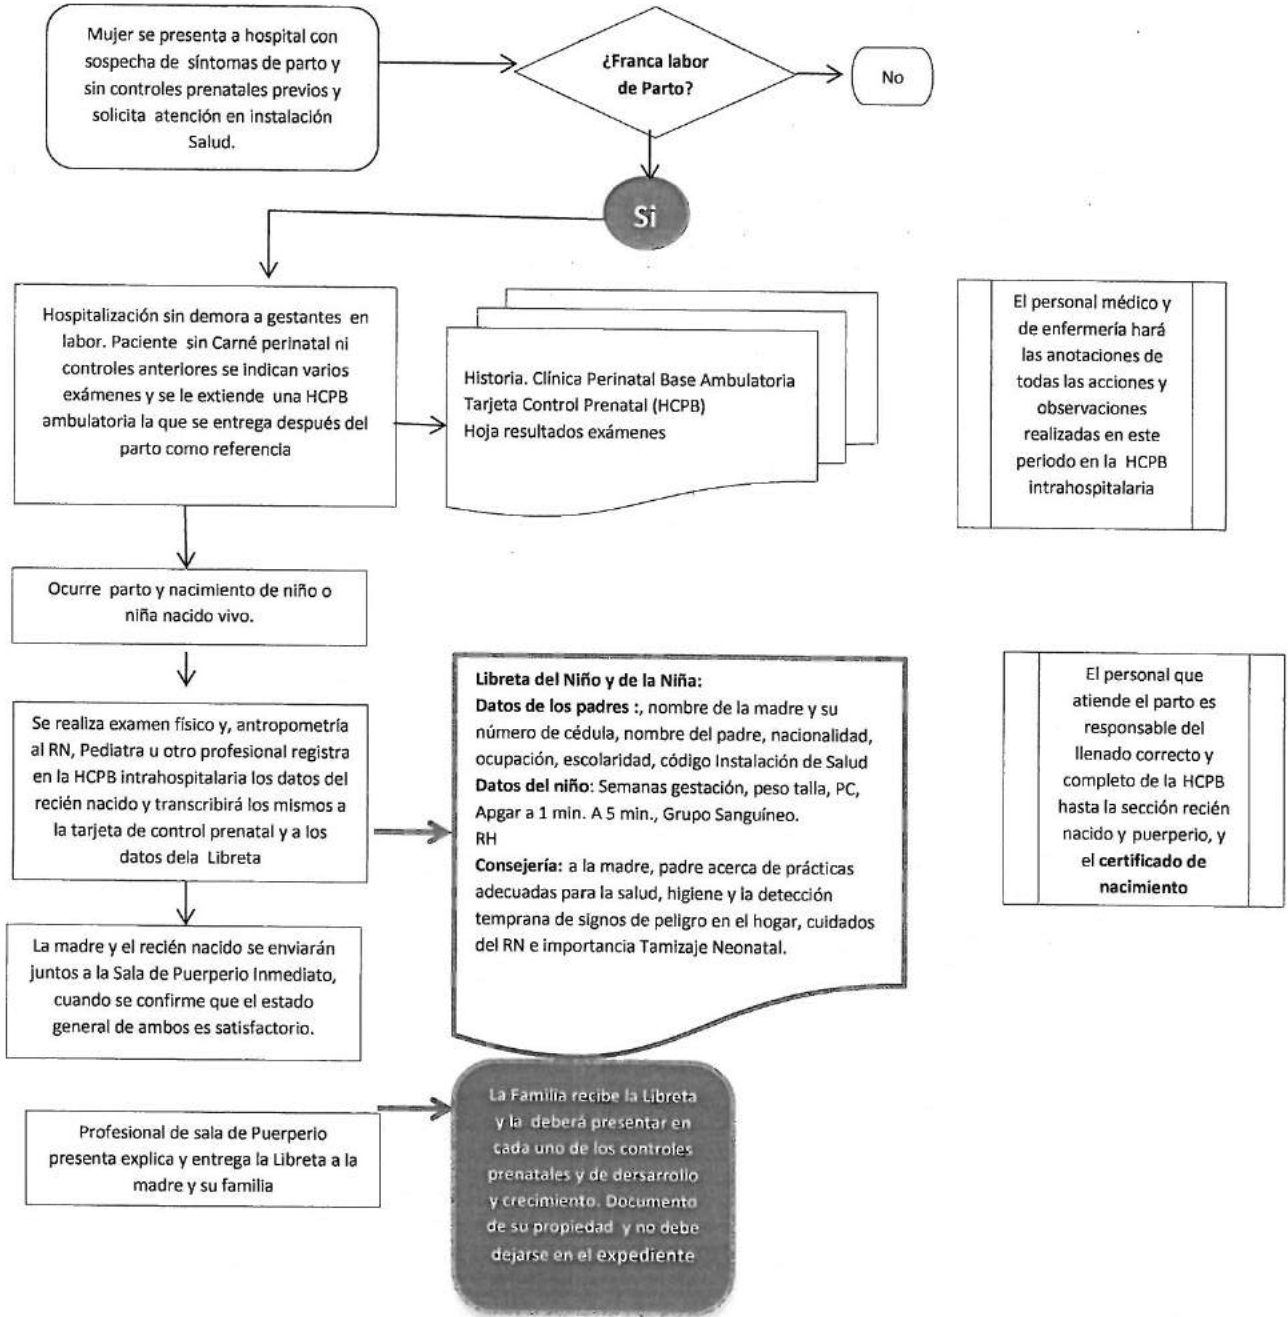 Mujer se presenta a hospital con
sospecha de síntomas de parto y
sin controles prenatales previos y
solicita atención en instalación
Salud.
¿Franca labor
de Parto?
No
Si
Hospitalización sin demora a gestantes en
labor. Paciente sin Carné perinatal ni
controles anteriores se indican varios
exámenes y se le extiende una HCPB
ambulatoria la que se entrega después del
parto como referencia
Historia. Clínica Perinatal Base Ambulatoria
Tarjeta Control Prenatal (HCPB)
Hoja resultados exámenes
El personal médico y
de enfermería hará
las anotaciones de
todas las acciones y
observaciones
realizadas en este
periodo en la HCPB
intrahospitalaria
Ocurre parto y nacimiento de niño o
niña nacido vivo.
Se realiza examen físico y, antropometría
al RN, Pediatra u otro profesional registra
en la HCPB intrahospitalaria los datos del
recién nacido y transcribirá los mismos a
la tarjeta de control prenatal y a los
datos dela Libreta
Libreta del Niño y de la Niña:
Datos de los padres :, nombre de la madre y su
número de cédula, nombre del padre, nacionalidad,
ocupación, escolaridad, código Instalación de Salud
Datos del niño: Semanas gestación, peso talla, PC,
Apgar a 1 min. A 5 min., Grupo Sanguíneo.
RH
Consejería: a la madre, padre acerca de prácticas
adecuadas para la salud, higiene y la detección
temprana de signos de peligro en el hogar, cuidados
del RN e importancia Tamizaje Neonatal.
El personal que
atiende el parto es
responsable del
llenado correcto y
completo de la HCPB
hasta la sección recién
nacido y puerperio, y
el certificado de
nacimiento
La madre y el recién nacido se enviarán
juntos a la Sala de Puerperio Inmediato,
cuando se confirme que el estado
general de ambos es satisfactorio.
Profesional de sala de Puerperio
presenta explica y entrega la Libreta a la
madre y su familia
La Familia recibe la Libreta
y la deberá presentar en
cada uno de los controles
prenatales y de dersarrollo
y crecimiento. Documento
de su propiedad y no debe
dejarse en el expediente